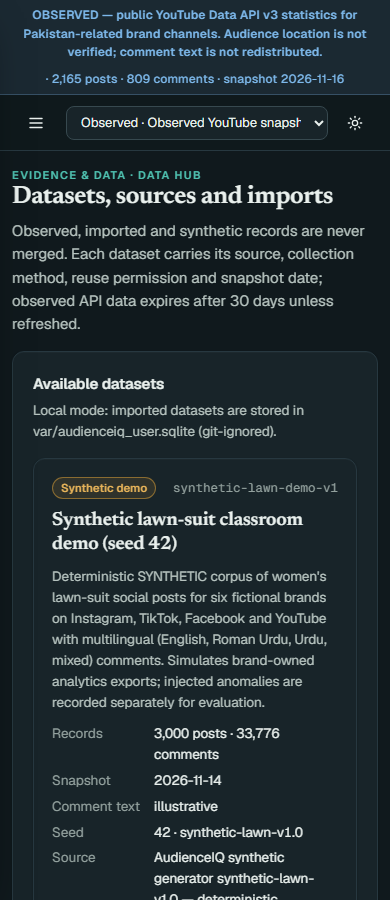 OBSERVED — public YouTube Data API v3 statistics for
Pakistan-related brand channels. Audience location is not
verified; comment text is not redistributed.
· 2,165 posts · 809 comments · snapshot 2026-11-16
Observed · Observed YouTube snapsh
EVIDENCE & DATA · DATA HUB
Datasets, sources and imports
Observed, imported and synthetic records are never
merged. Each dataset carries its source, collection
method, reuse permission and snapshot date;
observed API data expires after 30 days unless
refreshed.
Available datasets
Local mode: imported datasets are stored in
var/audienceiq_user.sqlite (git-ignored).
Synthetic demo synthetic-lawn-demo-v1
Synthetic lawn-suit classroom
demo (seed 42)
Deterministic SYNTHETIC corpus of women's
lawn-suit social posts for six fictional brands
on Instagram, TikTok, Facebook and YouTube
with multilingual (English, Roman Urdu, Urdu,
mixed) comments. Simulates brand-owned
analytics exports; injected anomalies are
recorded separately for evaluation.
Records 3,000 posts · 33,776
comments
Snapshot 2026-11-14
Comment text illustrative
Seed 42 · synthetic-lawn-v1.0
Source AudienceIQ synthetic
generator synthetic-lawn-
v1.0 — deterministic